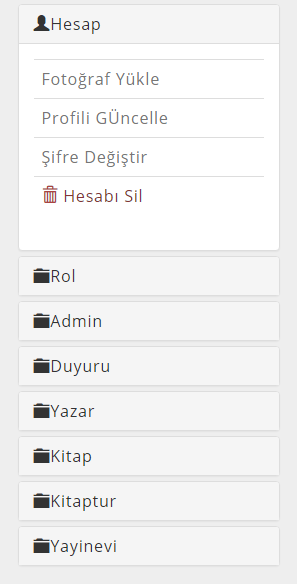 Hesap
Fotoğraf Yükle
Profili GÜncelle
Şifre Değiştir
Hesabı Sil
Rol
Admin
Duyuru
Yazar
Kitap
Kitaptur
Yayinevi